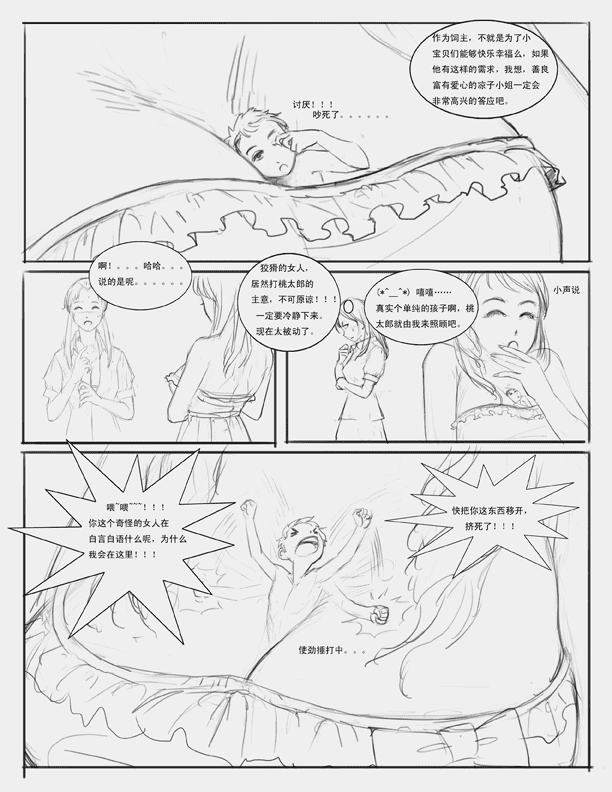 作为饲主，不就是为了小
宝贝们能够快乐幸福么，如果
他有这样的需求，我想，善良
富有爱心的凉子小姐一定会
非常高兴的答应吧。
讨厌！！！
吵死了。。。。。。
啊！。。。哈哈。。。
说的是呢。。。。。。
狡猾的女人，
居然打桃太郎的
主意，不可原谅！！！
一定要冷静下来。
现在太被动了。
(*^__^*) 嘻嘻……
真实个单纯的孩子啊，桃
太郎就由我来照顾吧。
小声说
喂~喂~~~！！！
你这个奇怪的女人在
自言自语什么呢，为什么
我会在这里！！！
快把你这东西移开，
挤死了！！！
使劲捶打中。。。